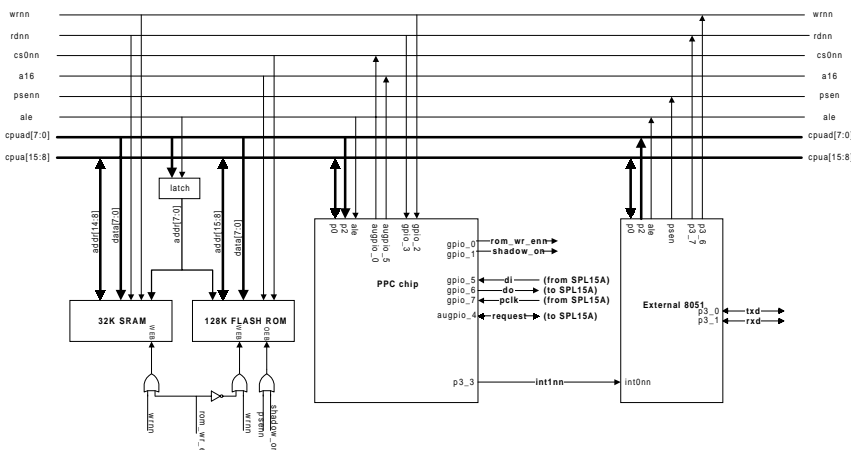 wrnn wrnn
rdnn rdnn
cs0nn cs0nn
a16 a16
psenn psen
ale ale
cpuad[7:0] cpuad[7:0]
cpua[15:8] cpua[15:8]
latch
addr[14:8]
data[7:0]
addr[7:0]
addr[15:8]
data[7:0]
p0
p2
ale
augpio_0
augpio_5
gpio_3
gpio_2
p0
p2
ale
psen
p3_7
p3_6
gpio_0 rom_wr_enn
gpio_1 shadow_on
PPC chip
gpio_5 di (from SPL15A)
gpio_6 do (to SPL15A)
gpio_7 pclk (from SPL15A)
augpio_4 request (to SPL15A)
External 8051
p3_0 txd
p3_1 rxd
32K SRAM
WEB
128K FLASH ROM
WEB
OEB
p3_3 int1nn int0nn
wrnn
rom_wr_e
wrnn
psenn
shadow_on